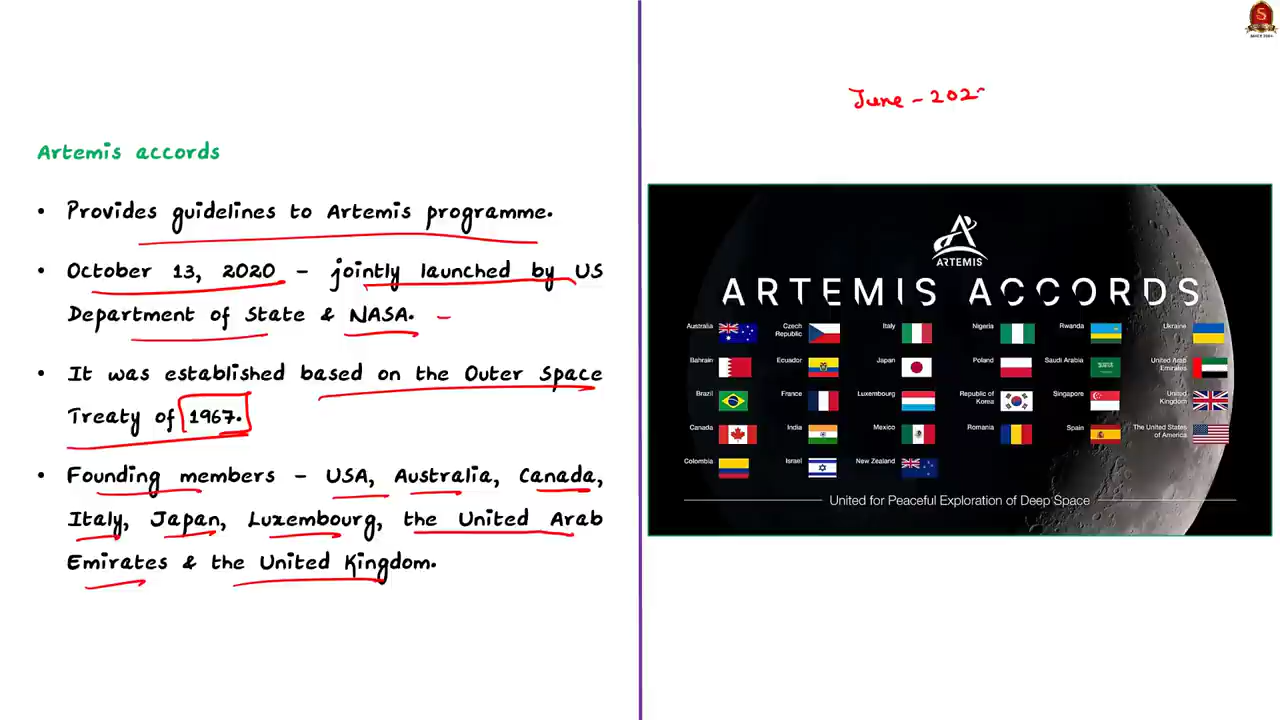 Artemis accords
• Provides guidelines to Artemis programme.
• October 13, 2020 – jointly launched by US
Department of State & NASA.
• It was established based on the Outer Space
Treaty of 1967.
• Founding members – USA, Australia, Canada,
Italy, Japan, Luxembourg, the United Arab
Emirates & the United Kingdom.
S
SINCE 2004
June - 202
ARTEMIS
ARTEMIS ACCORDS
Australia
Czech Republic
Italy
Nigeria
Rwanda
Ukraine
Bahrain
Ecuador
Japan
Poland
Saudi Arabia
United Arab Emirates
Brazil
France
Luxembourg
Republic of Korea
Singapore
United Kingdom
Canada
India
Mexico
Romania
Spain
The United States of America
Colombia
Israel
New Zealand
United for Peaceful Exploration of Deep Space